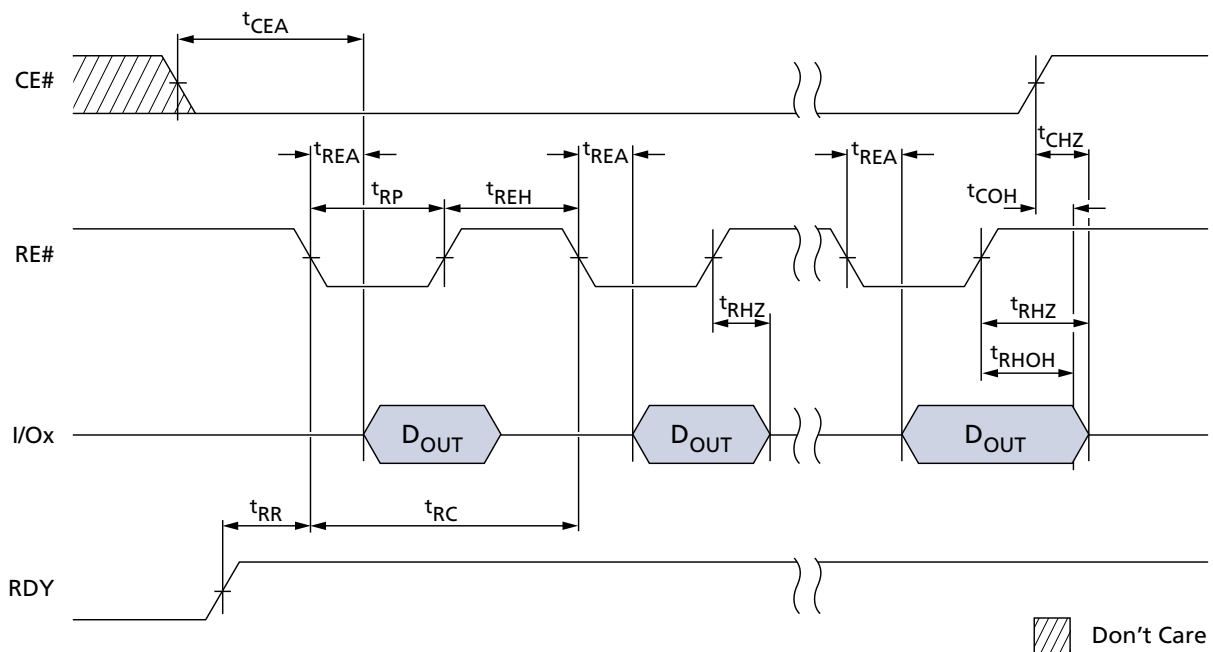 tCEA
CE#
tREA
tREA
tREA
tCHZ
tRP
tREH
tCOH
RE#
tRHZ
tRHZ
tRHOH
I/Ox
DOUT
DOUT
DOUT
tRR
tRC
RDY
Don't Care